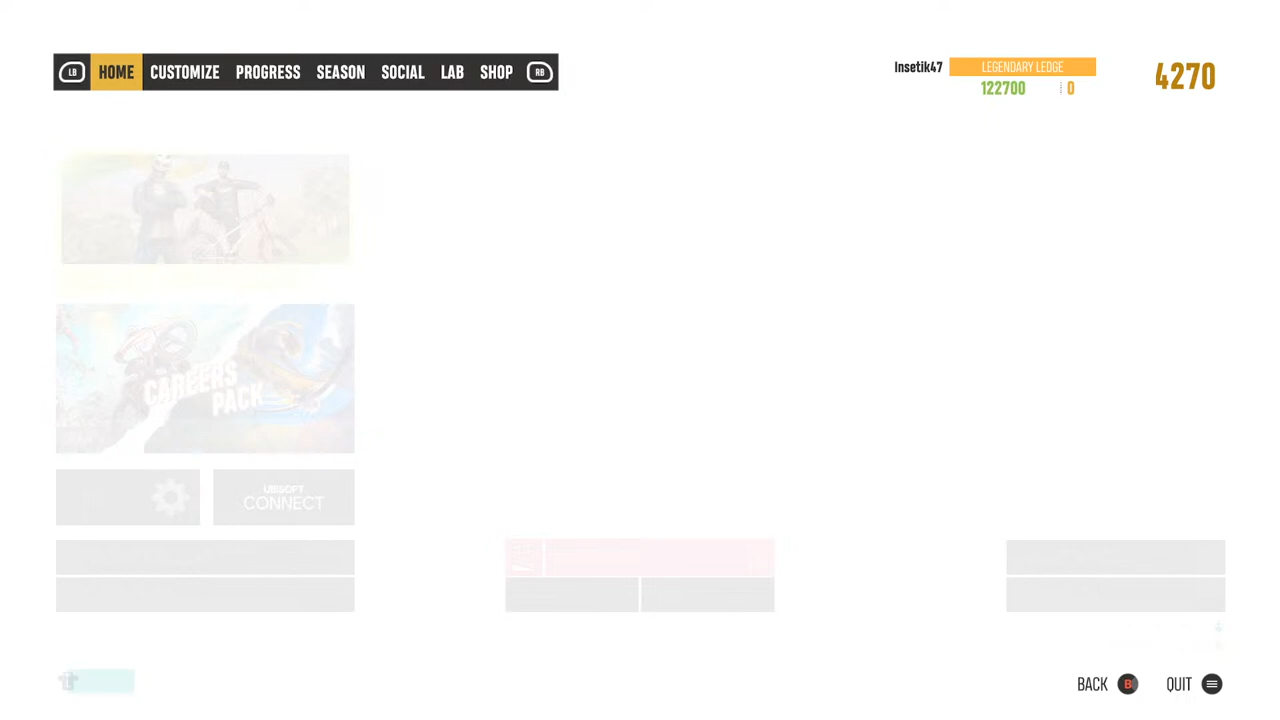 LB HOME CUSTOMIZE PROGRESS SEASON SOCIAL LAB SHOP RB
Insetik47 LEGENDARY LEDGE
122700 0
4270
CAREERS
PACK
UBISOFT
CONNECT
BACK B QUIT